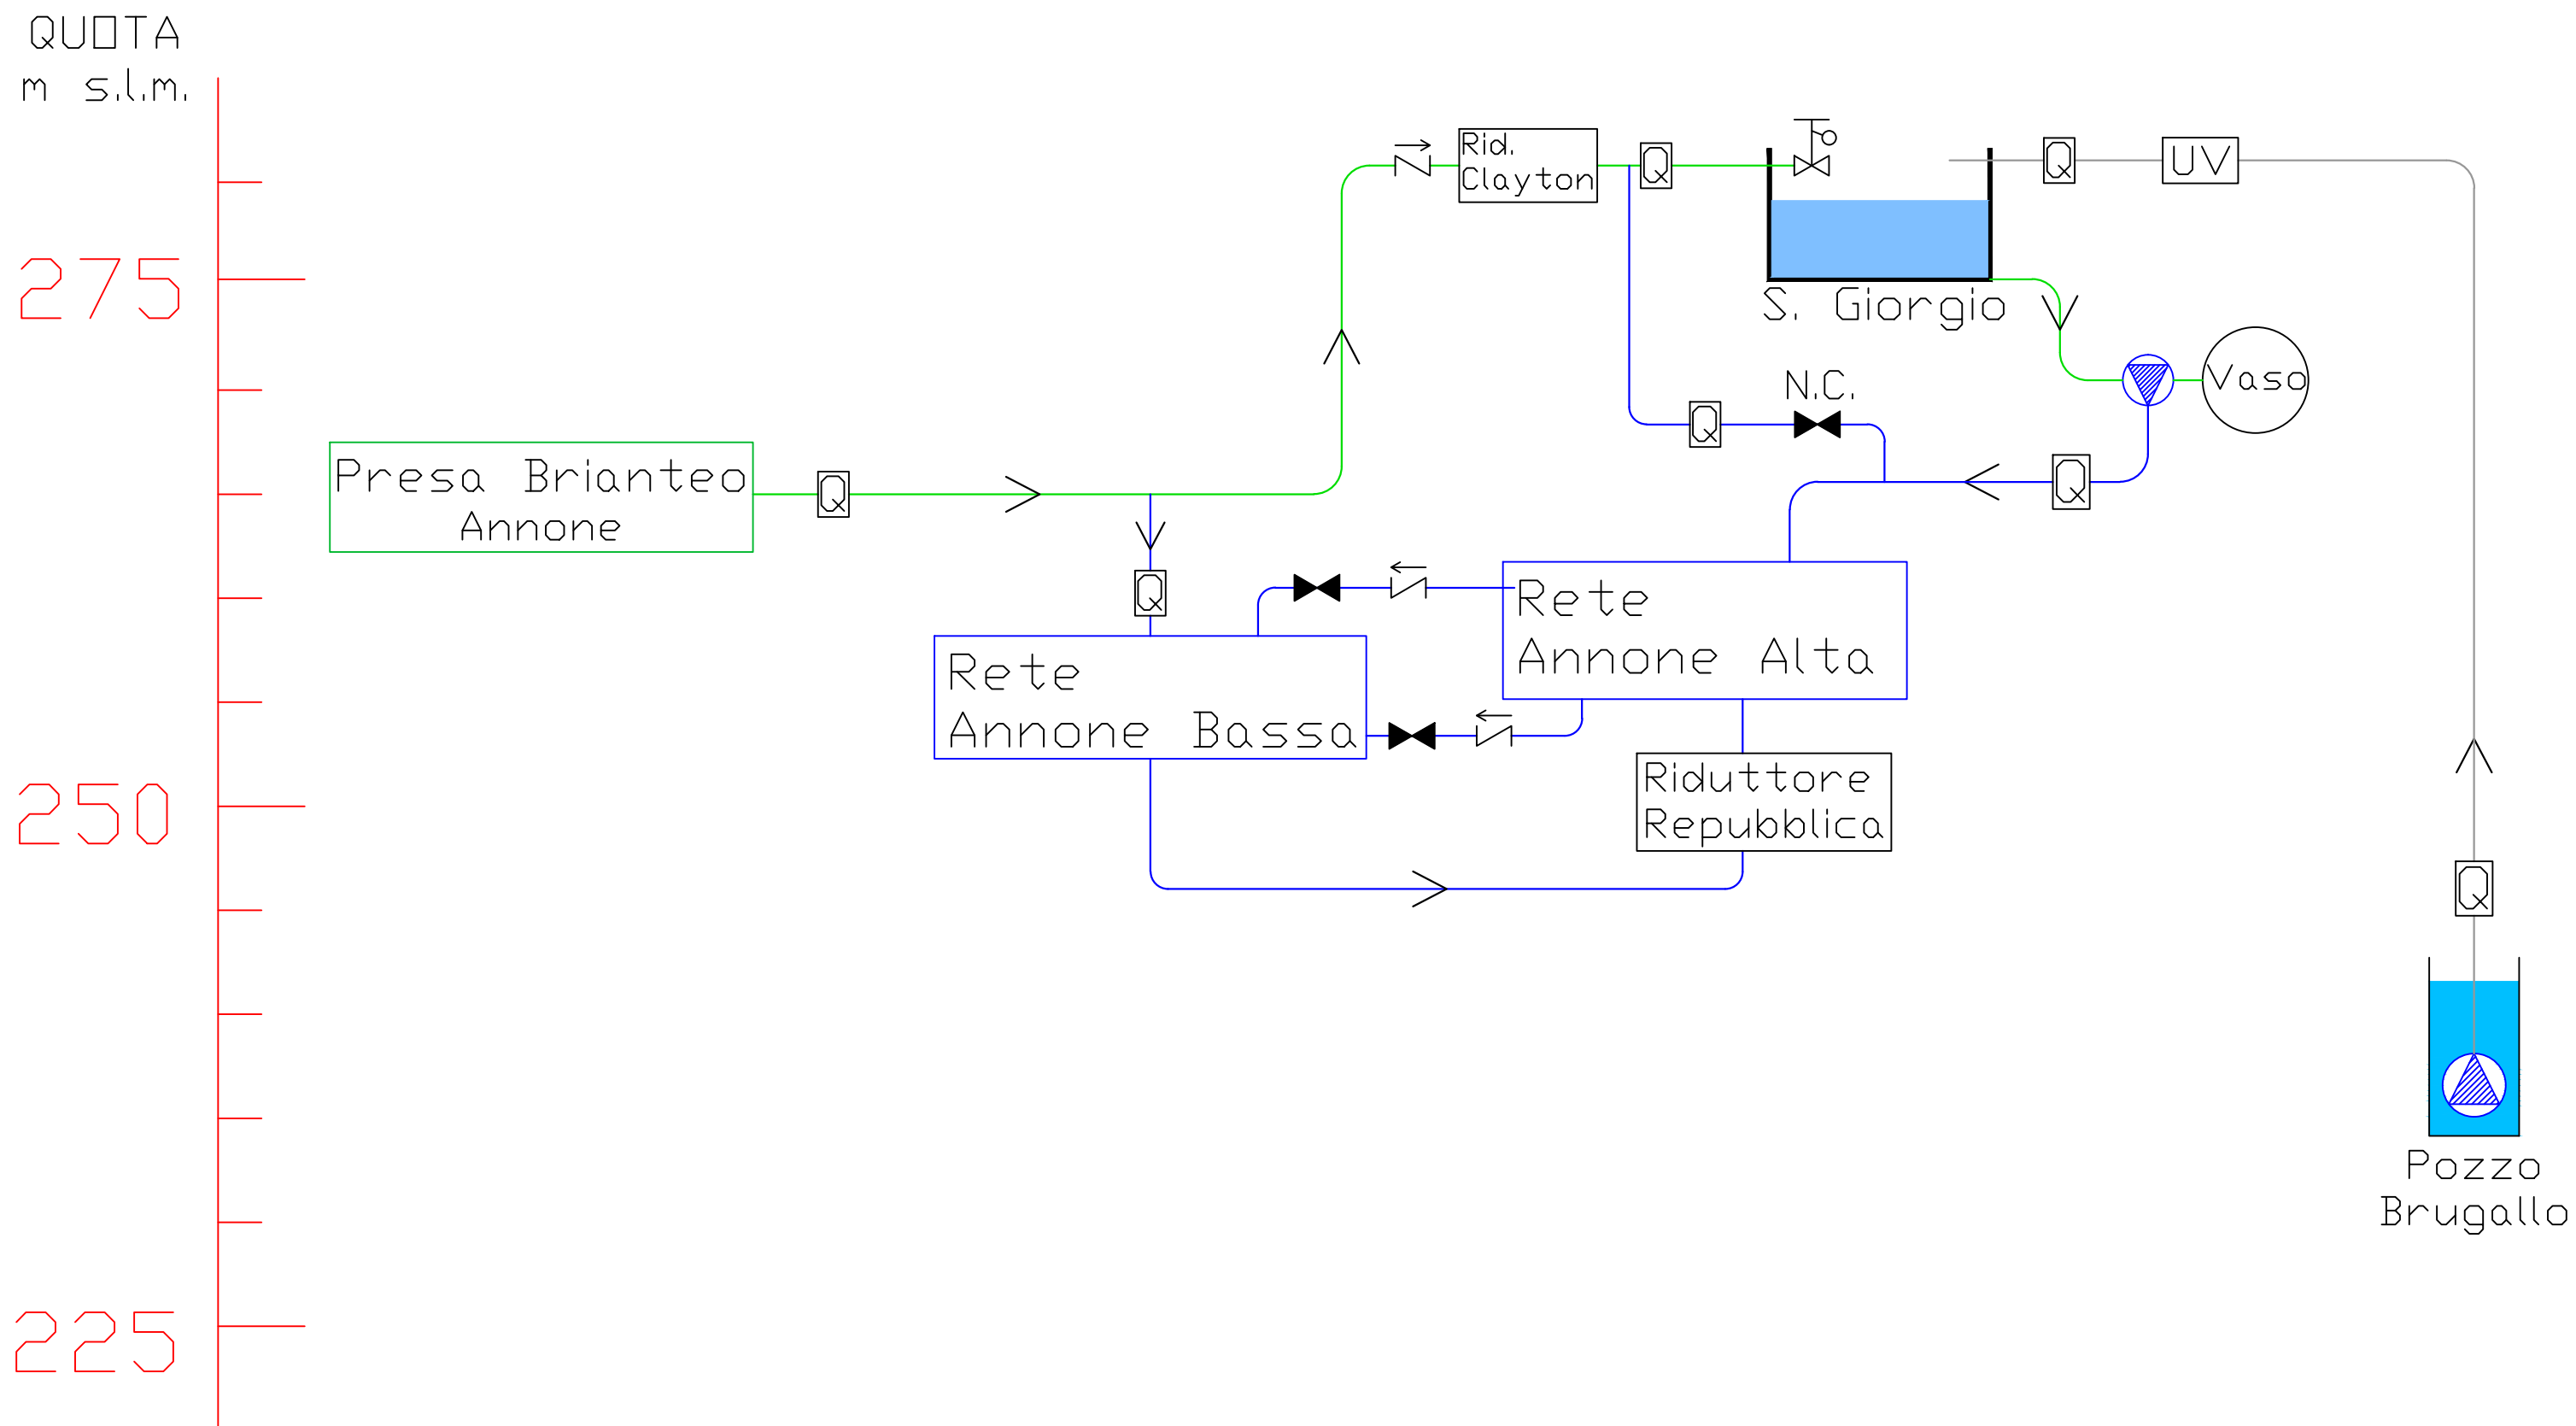 QUOTA
m s.l.m.
275
250
225
Presa Brianteo
Annone
Q
Rid.
Clayton
Q
S. Giorgio
Q
UV
Vaso
N.C.
Q
Q
Q
Rete
Annone Alta
Rete
Annone Bassa
Riduttore
Repubblica
Q
Pozzo
Brugallo